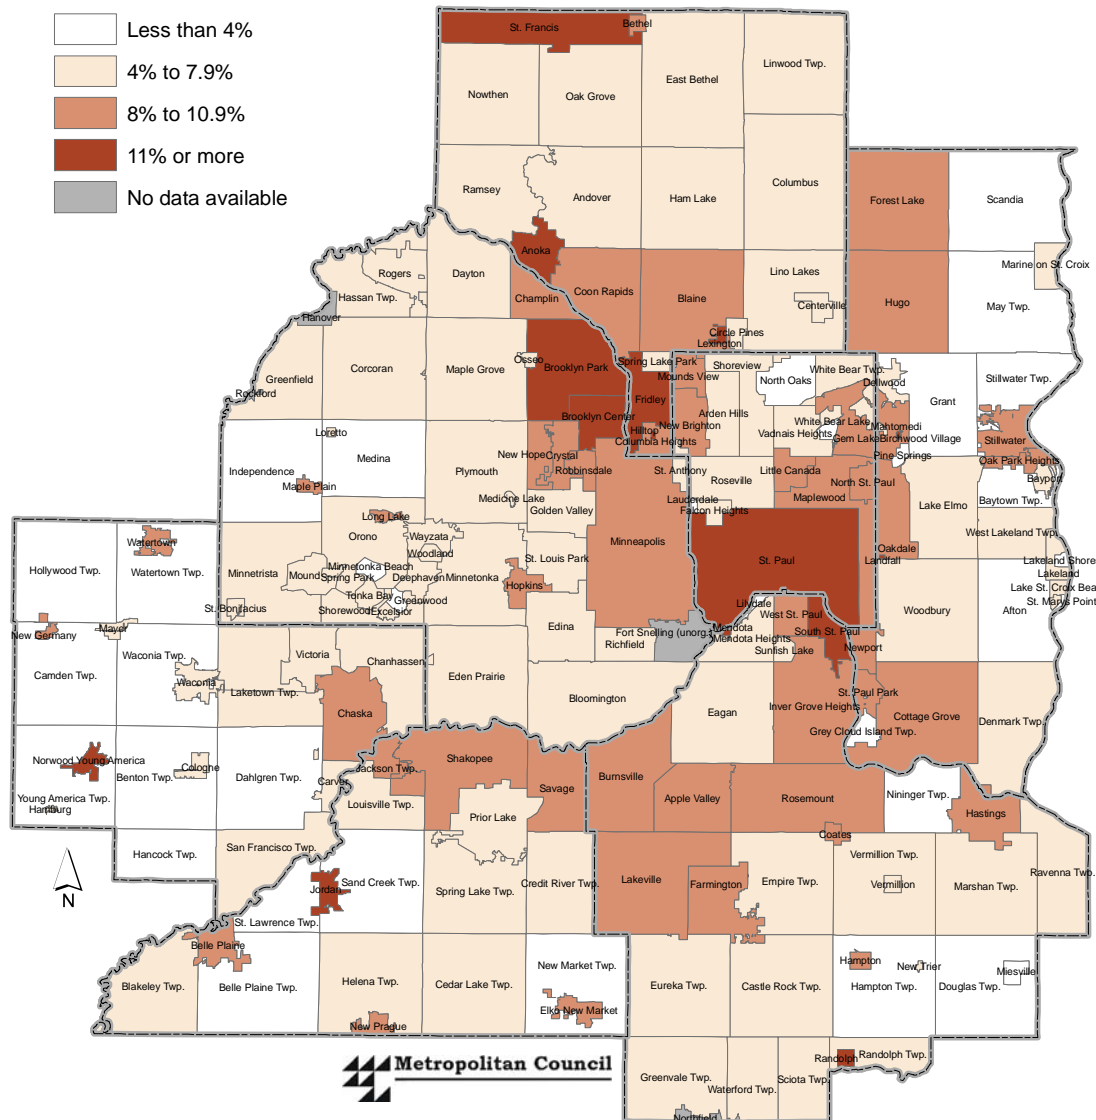 Less than 4%
4% to 7.9%
8% to 10.9%
11% or more
No data available
St. Francis
Bethel
Linwood Twp.
East Bethel
Nowthen
Oak Grove
Columbus
Ramsey
Andover
Ham Lake
Forest Lake
Scandia
Anoka
Marine on St. Croix
Rogers
Dayton
Lino Lakes
Hassan Twp.
Champlin
Coon Rapids
Blaine
Centerville
Hugo
May Twp.
Hanover
Circle Pines
Lexington
Osseo
Spring Lake Park
Shoreview
White Bear Twp.
Corcoran
Maple Grove
Brooklyn Park
Mounds View
North Oaks
Dellwood
Stillwater Twp.
Greenfield
Rockford
Fridley
Grant
Brooklyn Center
Arden Hills
White Bear Lake
Mahtomedi
Hilltop
New Brighton
Vadnais Heights
Gem Lake
Birchwood Village
Stillwater
Loretto
Columbia Heights
Medina
New Hope
Crystal
Pine Springs
Oak Park Heights
Independence
Plymouth
Robbinsdale
St. Anthony
Little Canada
Bayport
Maple Plain
Roseville
North St. Paul
Medicine Lake
Lauderdale
Maplewood
Baytown Twp.
Golden Valley
Falcon Heights
Lake Elmo
Long Lake
Orono
Wayzata
Minneapolis
West Lakeland Twp.
Watertown
Woodland
Oakdale
Hollywood Twp.
Watertown Twp.
Minnetrista
Mound
Minnetonka Beach
Spring Park
Deephaven
Minnetonka
St. Louis Park
St. Paul
Landfall
Lakeland Shore
Lakeland
Hopkins
Lake St. Croix Bea
Tonka Bay
Greenwood
St. Bonifacius
Shorewood
Excelsior
Lilydale
Woodbury
Afton
St. Marys Point
West St. Paul
New Germany
Mayer
Edina
Fort Snelling (unorg.)
Mendota
South St. Paul
Richfield
Mendota Heights
Newport
Waconia Twp.
Victoria
Chanhassen
Sunfish Lake
Camden Twp.
Waconia
Eden Prairie
Laketown Twp.
Bloomington
St. Paul Park
Chaska
Eagan
Inver Grove Heights
Cottage Grove
Denmark Twp.
Grey Cloud Island Twp.
Norwood Young America
Shakopee
Cologne
Jackson Twp.
Benton Twp.
Dahlgren Twp.
Carver
Burnsville
Savage
Young America Twp.
Hamburg
Louisville Twp.
Apple Valley
Rosemount
Nininger Twp.
Prior Lake
Hastings
Coates
San Francisco Twp.
Hancock Twp.
Vermillion Twp.
N
Jordan
Sand Creek Twp.
Spring Lake Twp.
Credit River Twp.
Lakeville
Farmington
Empire Twp.
Vermillion
Marshan Twp.
Ravenna Twp.
St. Lawrence Twp.
Belle Plaine
Hampton
New Trier
New Market Twp.
Miesville
Blakeley Twp.
Belle Plaine Twp.
Helena Twp.
Cedar Lake Twp.
Eureka Twp.
Castle Rock Twp.
Hampton Twp.
Douglas Twp.
Elko New Market
New Prague
Randolph
Randolph Twp.
Metropolitan Council
Greenvale Twp.
Sciota Twp.
Waterford Twp.
Northfield